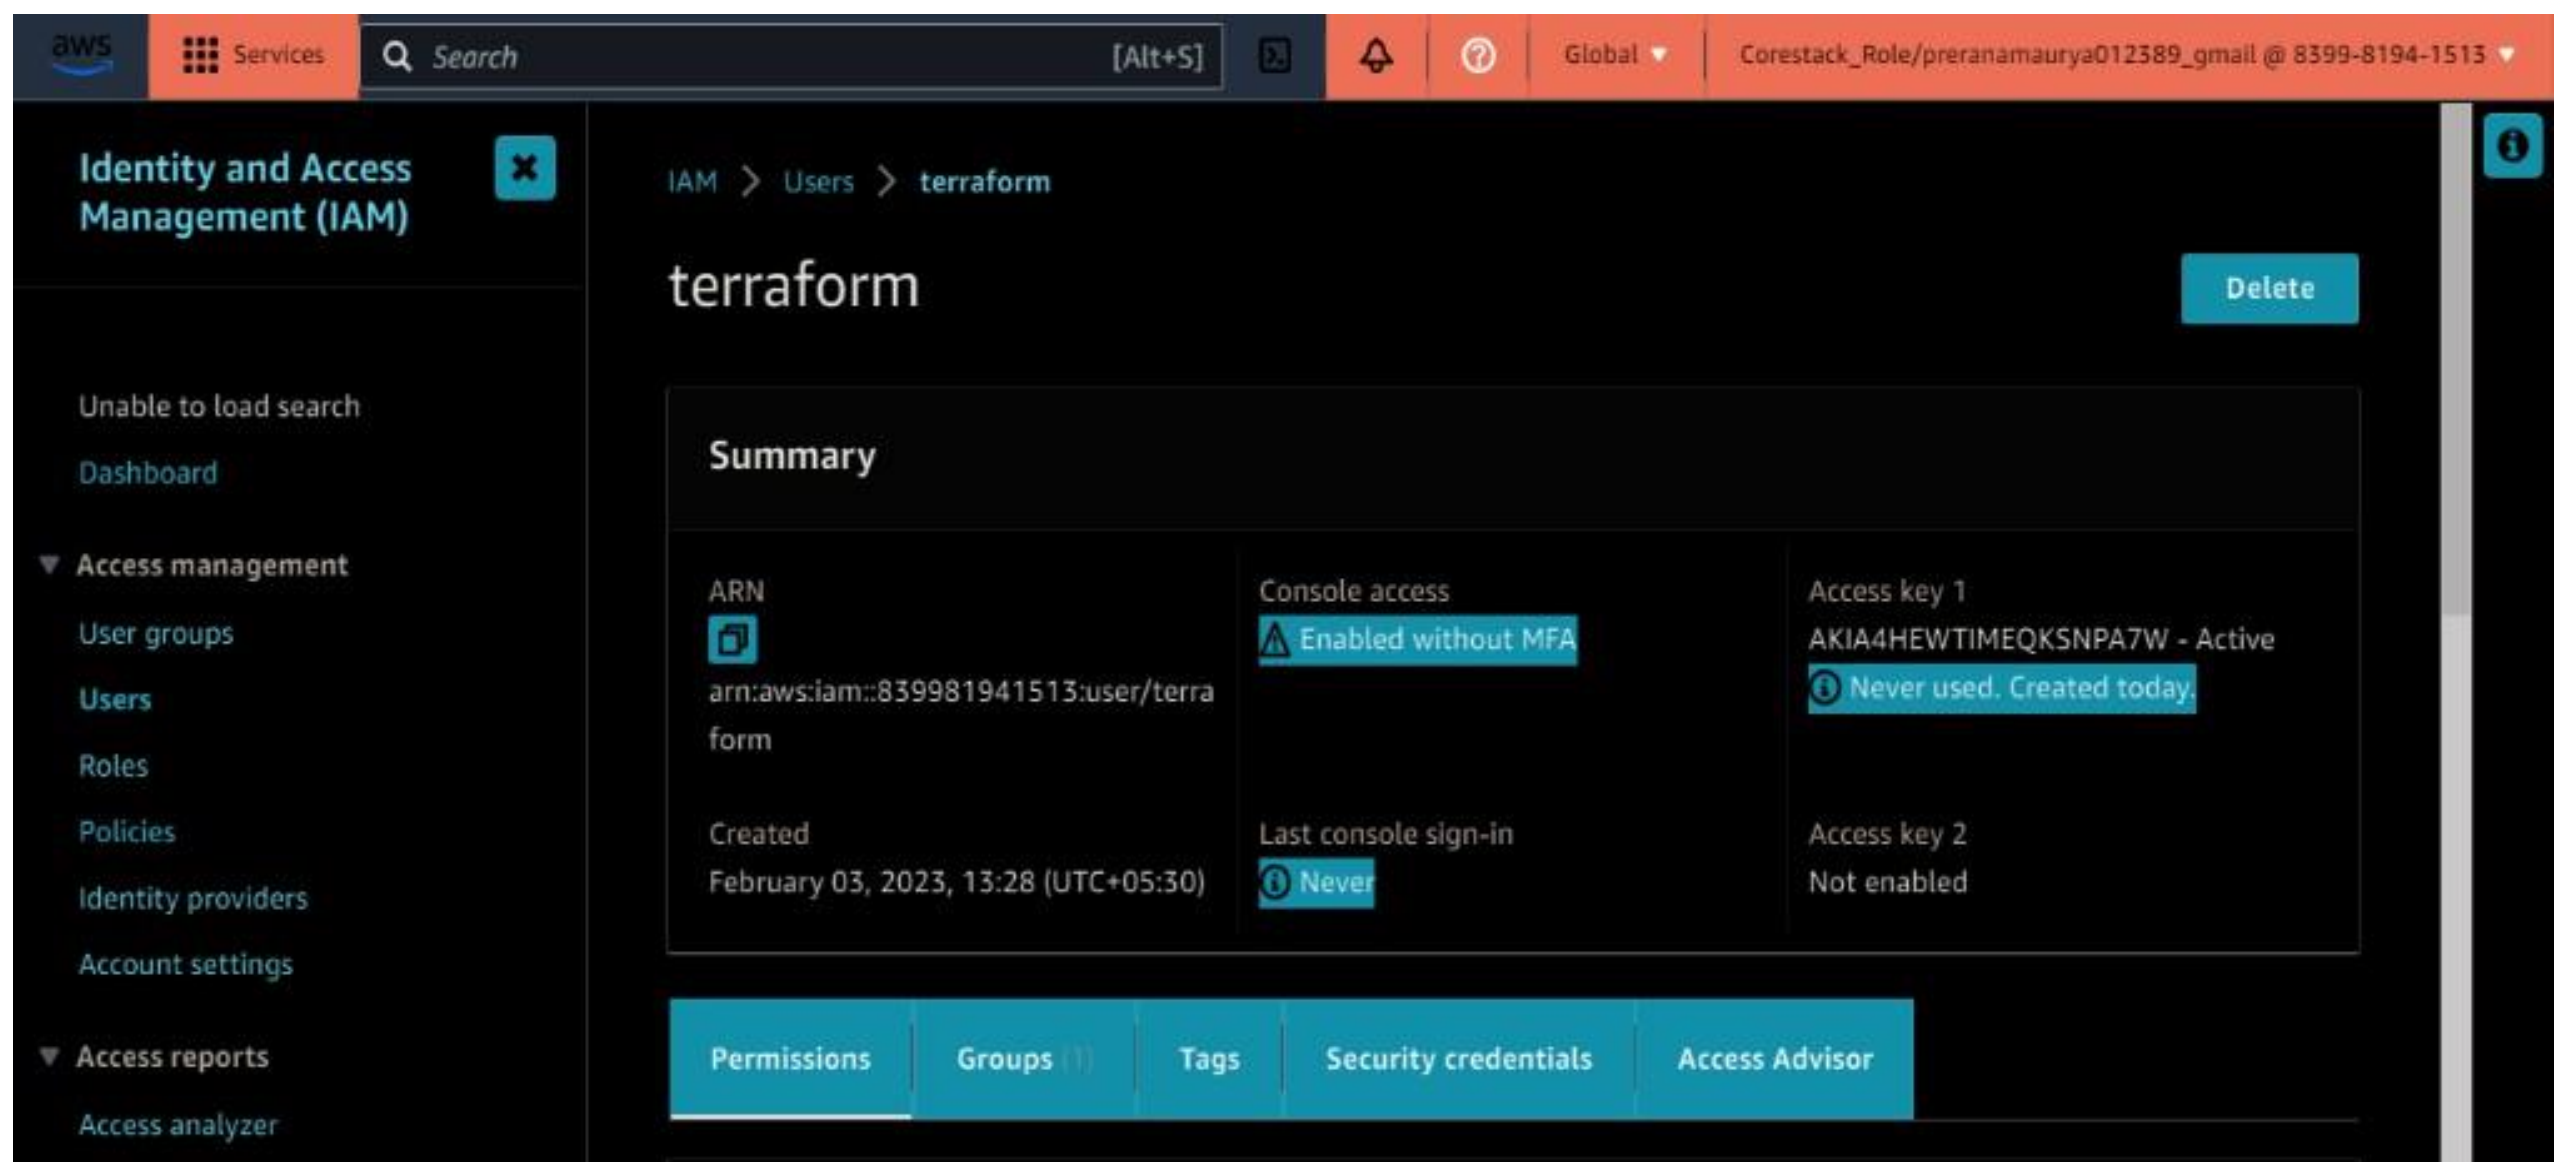 aws
Services
Search
[Alt+S]
Global
Corestack_Role/preranamaurya012389_gmail @ 8399-8194-1513
Identity and Access
Management (IAM)
Unable to load search
Dashboard
Access management
User groups
Users
Roles
Policies
Identity providers
Account settings
Access reports
Access analyzer
IAM > Users > terraform
terraform
Delete
Summary
ARN
arn:aws:iam::839981941513:user/terra
form
Console access
Enabled without MFA
Access key 1
AKIA4HEWTIMEQKSNPA7W - Active
Never used. Created today.
Created
February 03, 2023, 13:28 (UTC+05:30)
Last console sign-in
Never
Access key 2
Not enabled
Permissions
Groups (1)
Tags
Security credentials
Access Advisor